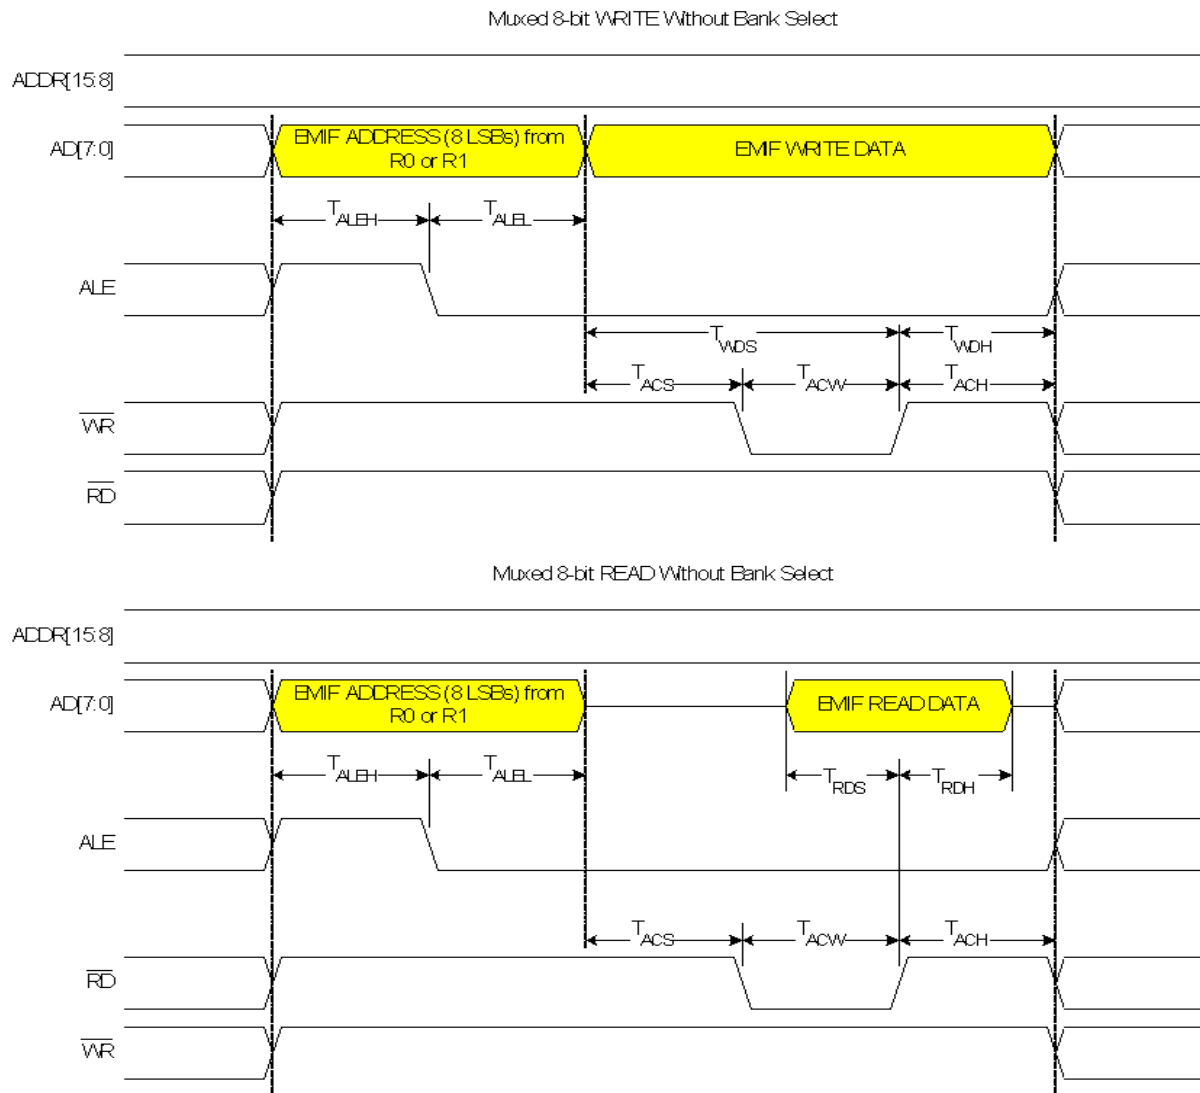 Muxed 8-bit WRITE Without Bank Select
ADDR[15:8]
AD[7:0]
EMIF ADDRESS (8 LSBs) from
R0 or R1
EMIF WRITE DATA
TALEH
TALEL
ALE
TWDS
TWDH
TACS
TACW
TACH
WR
RD
Muxed 8-bit READ Without Bank Select
ADDR[15:8]
AD[7:0]
EMIF ADDRESS (8 LSBs) from
R0 or R1
EMIF READ DATA
TALEH
TALEL
TRDS
TRDH
ALE
TACS
TACW
TACH
RD
WR